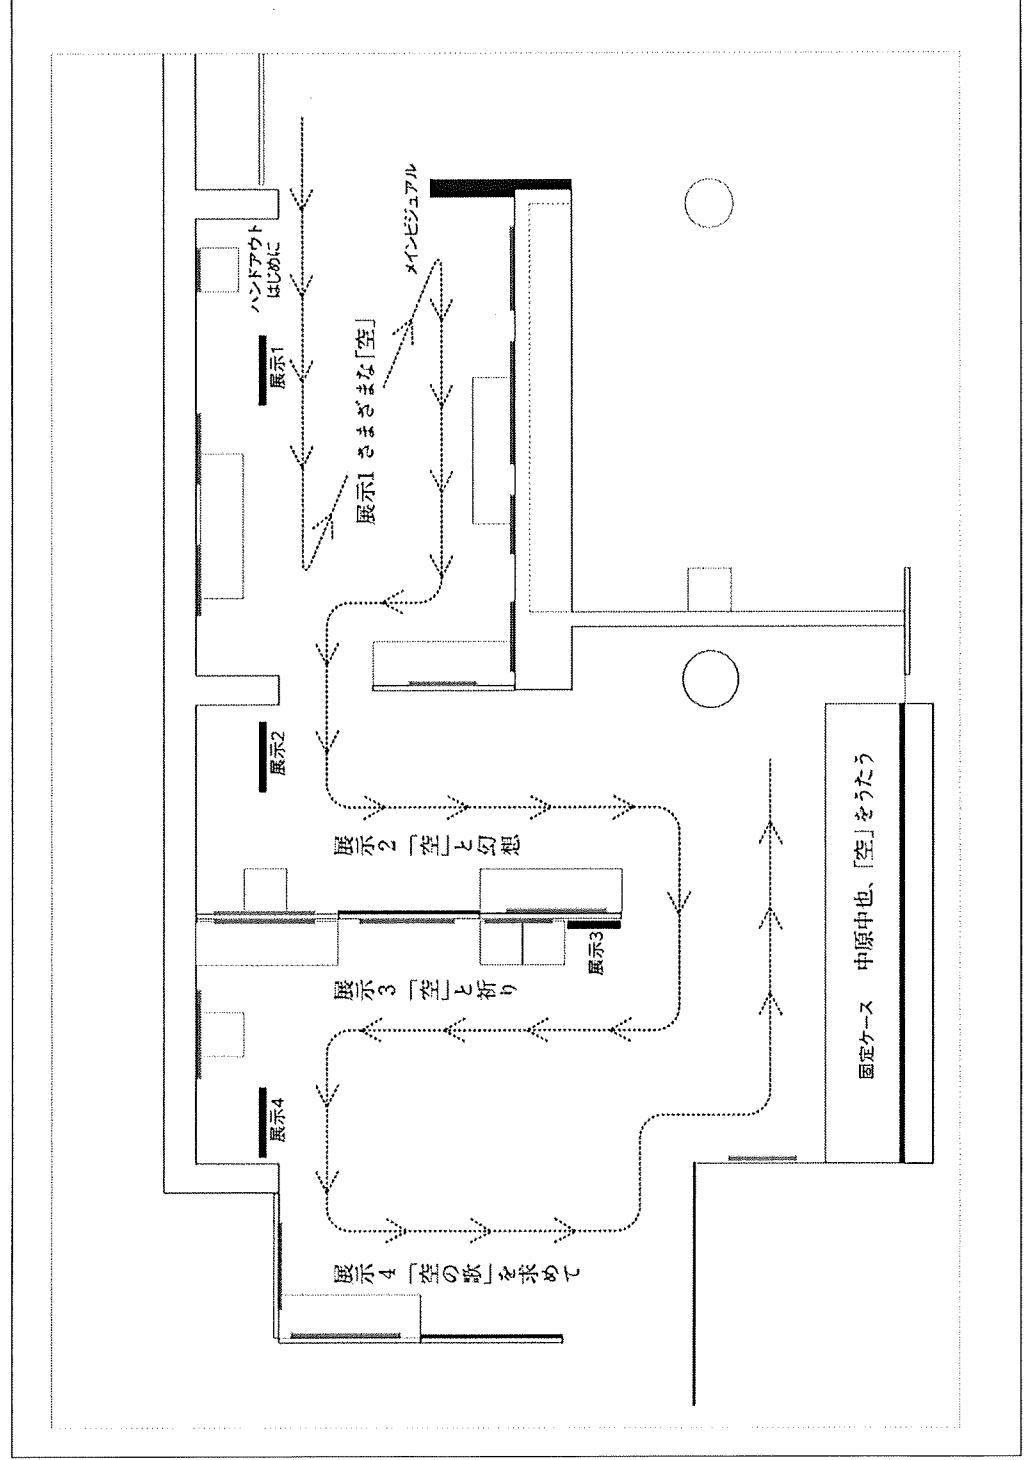 ハンドアウト
はじめに
メインビジュアル
展示1
展示1 さまざまな「空」
展示2
展示2 「空」と幻想
展示3
展示3 「空」と祈り
展示4
展示4 「空の歌」を求めて
固定ケース 中原中也、「空」をうたう